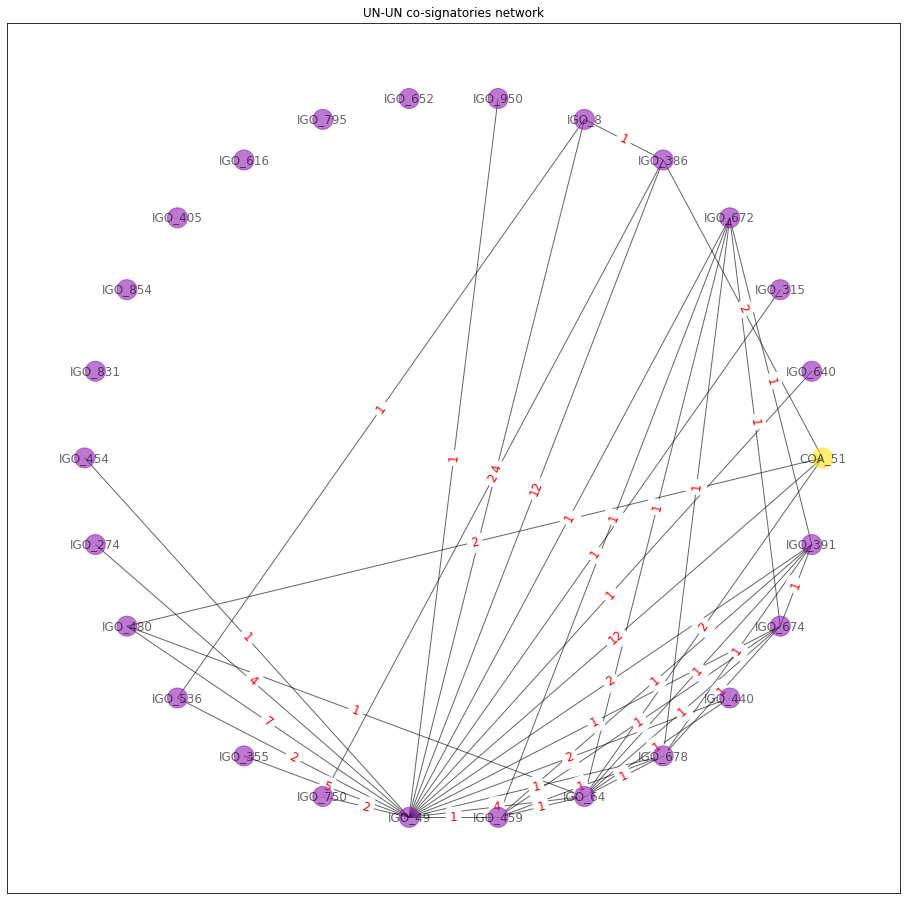 UN-UN co-signatories network
IGO_652
IGO_950
IGO_795
IGO_8
1
IGO_616
IGO_386
IGO_405
IGO_672
IGO_854
IGO_315
2
IGO_831
IGO_640
1
1
1
IGO_454
1
COA_51
24
12
1
1
1
1
IGO_274
2
IGO_391
1
1
1
IGO_480
2
IGO_674
1
12
1
1
4
2
1
1
IGO_536
1
IGO_440
1
1
7
1
1
IGO_355
2
2
1
IGO_678
5
1
1
1
IGO_750
2
IGO_64
4
1
IGO_49
1
IGO_459